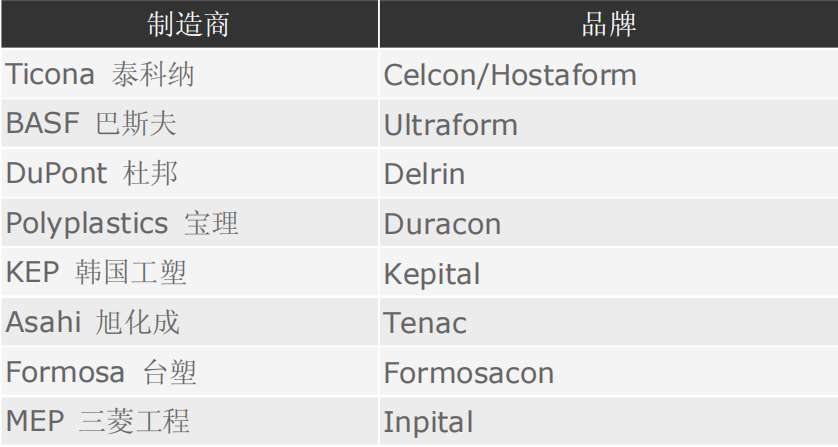 制造商 品牌
Ticona 泰科纳 Celcon/Hostaform
BASF 巴斯夫 Ultraform
DuPont 杜邦 Delrin
Polyplastics 宝理 Duracon
KEP 韩国工塑 Kepital
Asahi 旭化成 Tenac
Formosa 台塑 Formosacon
MEP 三菱工程 Inpital